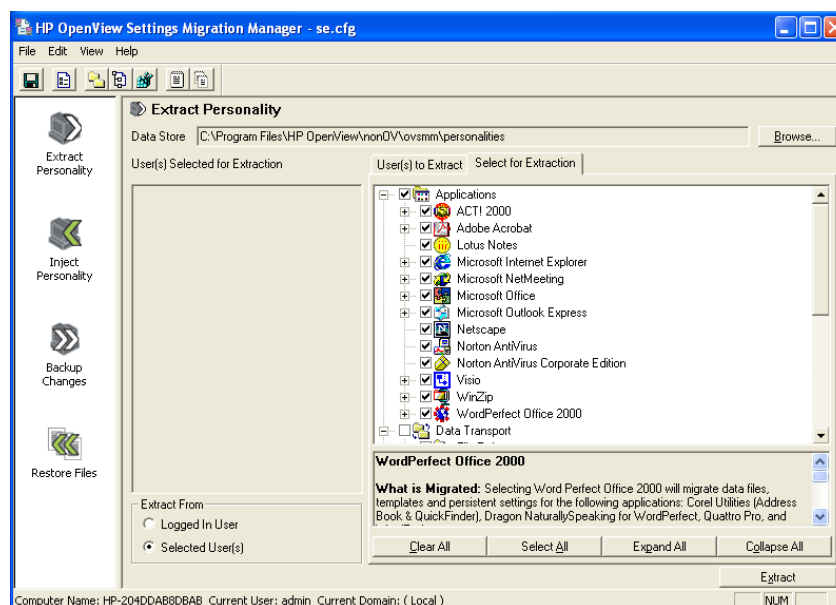 HP OpenView Settings Migration Manager - se.cfg
File Edit View Help
Extract Personality
Data Store C:\Program Files\HP OpenView\nonOV\ovsmm\personalities Browse...
User(s) Selected for Extraction
User(s) to Extract Select for Extraction
Extract
Personality
Inject
Personality
Backup
Changes
Restore Files
Applications
ACT! 2000
Adobe Acrobat
Lotus Notes
Microsoft Internet Explorer
Microsoft NetMeeting
Microsoft Office
Microsoft Outlook Express
Netscape
Norton AntiVirus
Norton AntiVirus Corporate Edition
Visio
WinZip
WordPerfect Office 2000
Data Transport
WordPerfect Office 2000
What is Migrated: Selecting Word Perfect Office 2000 will migrate data files,
templates and persistent settings for the following applications: Corel Utilities (Address
Book & QuickFinder), Dragon NaturallySpeaking for WordPerfect, Quattro Pro, and
Extract From
Logged In User
Selected User(s)
Clear All Select All Expand All Collapse All
Extract
Computer Name: HP-204DDAB8DBAB Current User: admin Current Domain: ( Local ) NUM